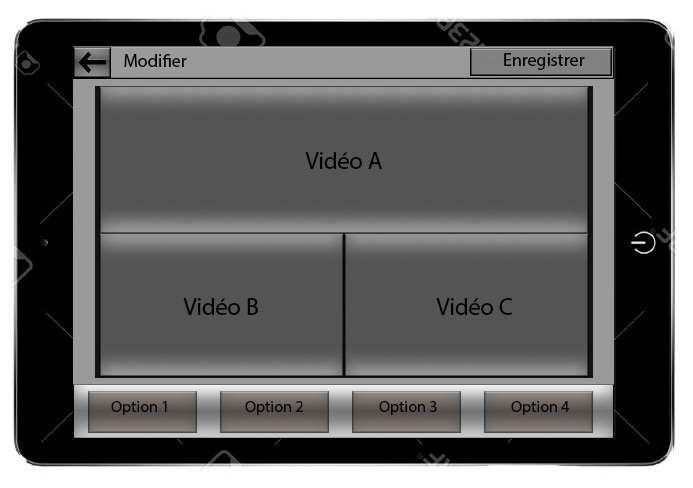 Modifier
Enregistrer
Vidéo A
Vidéo B
Vidéo C
Option 1
Option 2
Option 3
Option 4